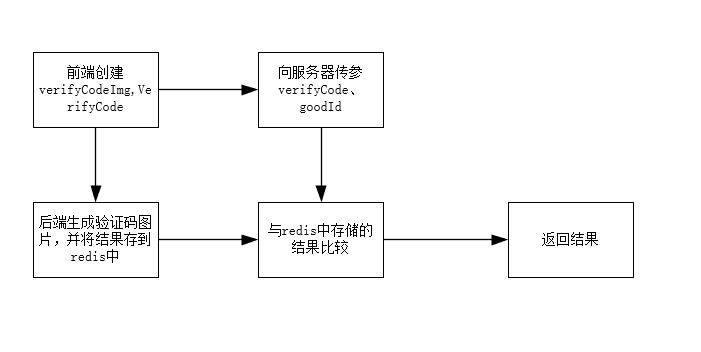 前端创建
verifyCodeImg,Ve
rifyCode
向服务器传参
verifyCode、
goodId
后端生成验证码图
片，并将结果存到
redis中
与redis中存储的
结果比较
返回结果